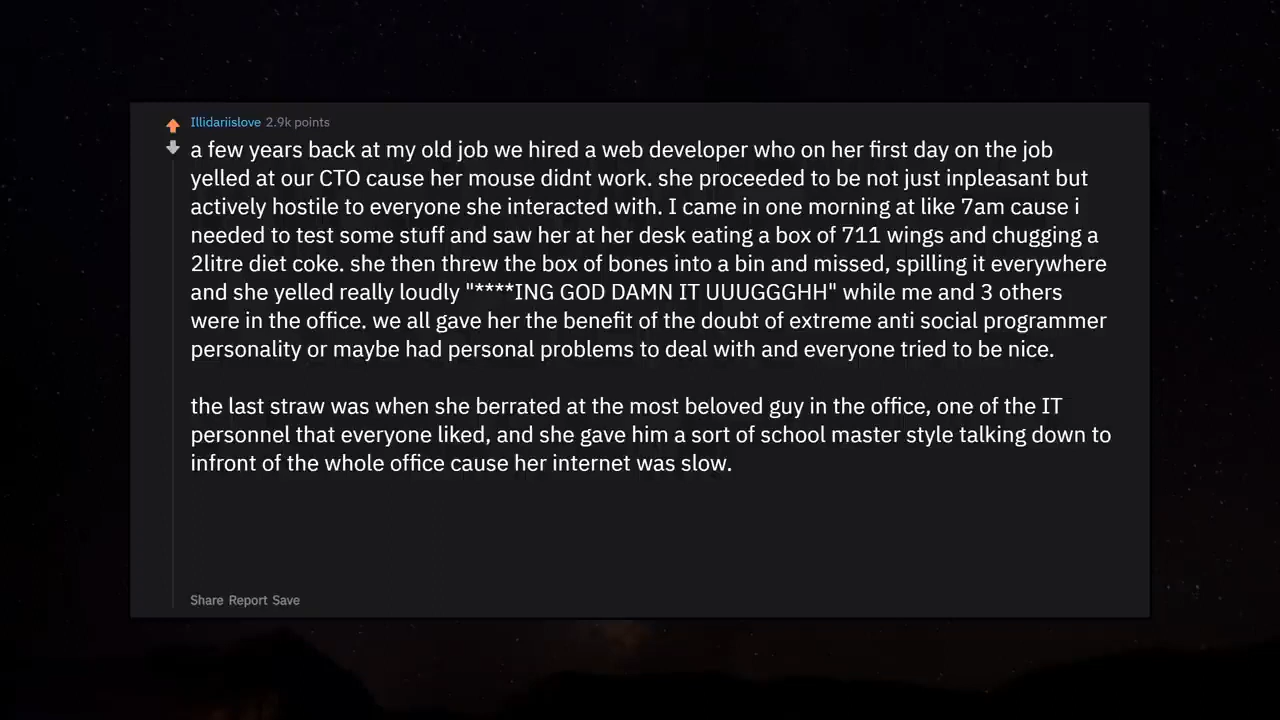 Illidariislove 2.9k points
a few years back at my old job we hired a web developer who on her first day on the job
yelled at our CTO cause her mouse didnt work. she proceeded to be not just inpleasant but
actively hostile to everyone she interacted with. I came in one morning at like 7am cause i
needed to test some stuff and saw her at her desk eating a box of 711 wings and chugging a
2litre diet coke. she then threw the box of bones into a bin and missed, spilling it everywhere
and she yelled really loudly "****ING GOD DAMN IT UUUGGGHH" while me and 3 others
were in the office. we all gave her the benefit of the doubt of extreme anti social programmer
personality or maybe had personal problems to deal with and everyone tried to be nice.
the last straw was when she berrated at the most beloved guy in the office, one of the IT
personnel that everyone liked, and she gave him a sort of school master style talking down to
infront of the whole office cause her internet was slow.
Share Report Save